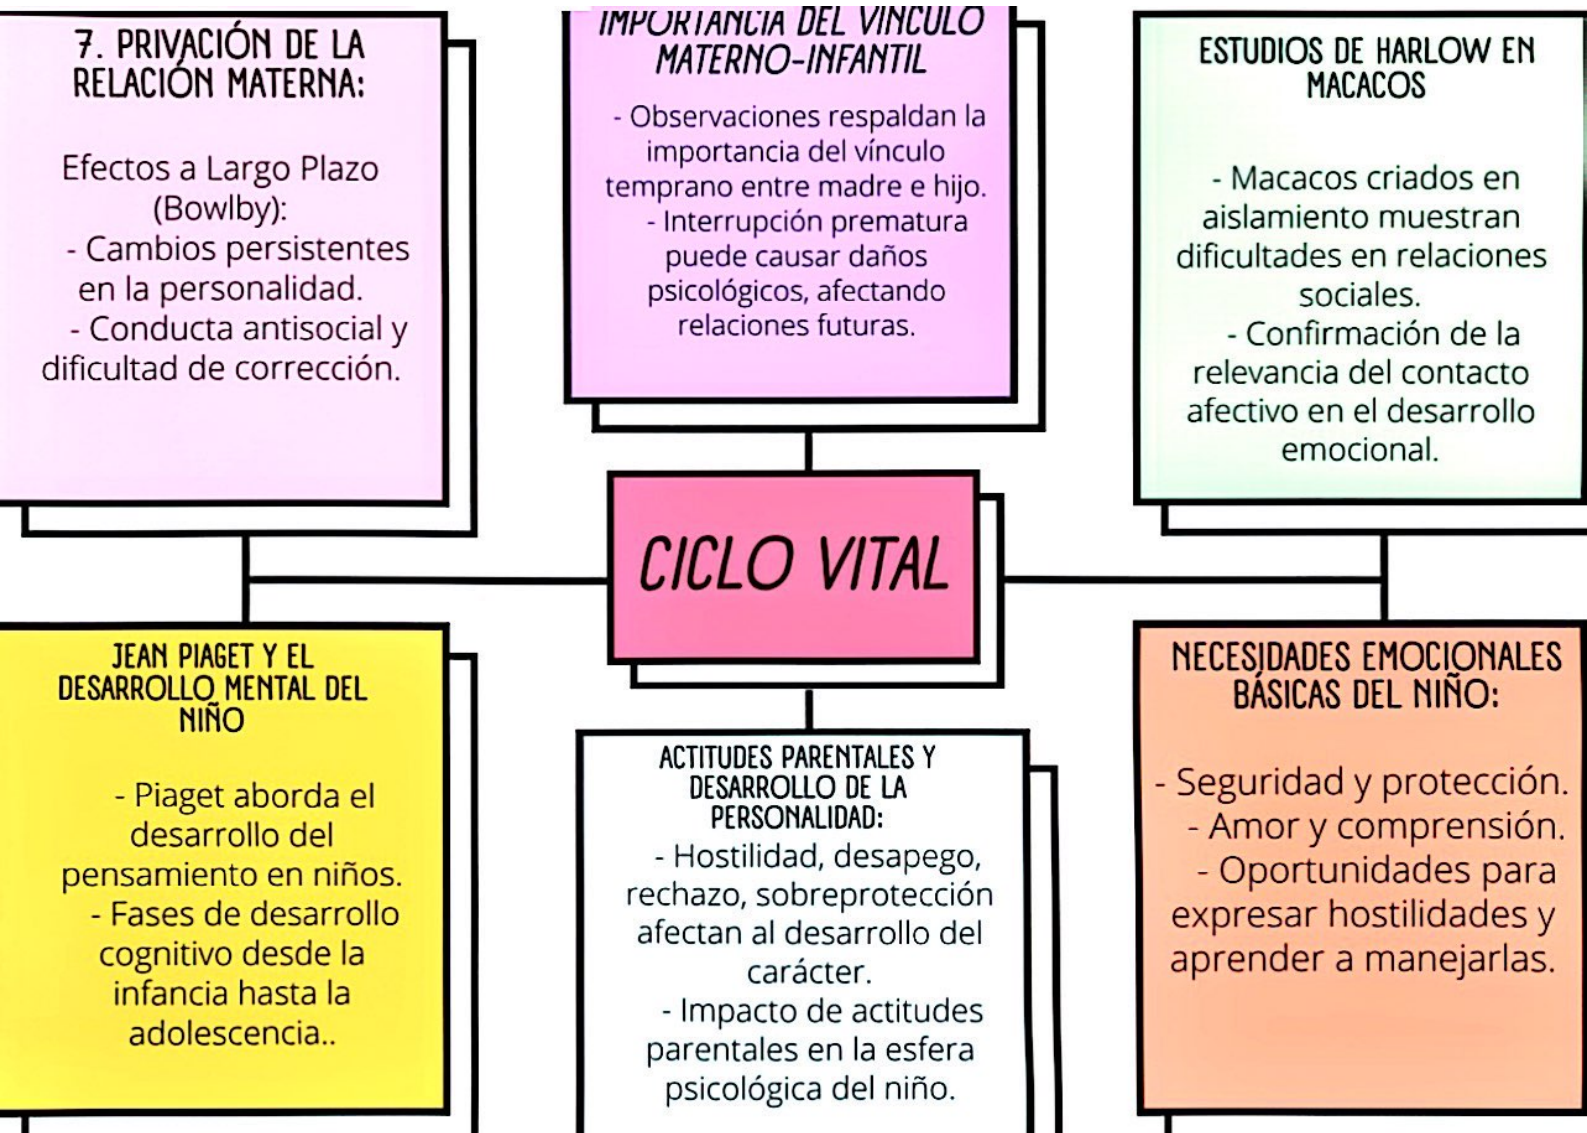 7. PRIVACIÓN DE LA
RELACIÓN MATERNA:
Efectos a Largo Plazo
(Bowlby):
- Cambios persistentes
en la personalidad.
- Conducta antisocial y
dificultad de corrección.
IMPORTANCIA DEL VÍNCULO
MATERNO-INFANTIL
- Observaciones respaldan la
importancia del vínculo
temprano entre madre e hijo.
- Interrupción prematura
puede causar daños
psicológicos, afectando
relaciones futuras.
ESTUDIOS DE HARLOW EN
MACACOS
- Macacos criados en
aislamiento muestran
dificultades en relaciones
sociales.
- Confirmación de la
relevancia del contacto
afectivo en el desarrollo
emocional.
CICLO VITAL
JEAN PIAGET Y EL
DESARROLLO MENTAL DEL
NIÑO
- Piaget aborda el
desarrollo del
pensamiento en niños.
- Fases de desarrollo
cognitivo desde la
infancia hasta la
adolescencia..
ACTITUDES PARENTALES Y
DESARROLLO DE LA
PERSONALIDAD:
- Hostilidad, desapego,
rechazo, sobreprotección
afectan al desarrollo del
carácter.
- Impacto de actitudes
parentales en la esfera
psicológica del niño.
NECESIDADES EMOCIONALES
BÁSICAS DEL NIÑO:
- Seguridad y protección.
- Amor y comprensión.
- Oportunidades para
expresar hostilidades y
aprender a manejarlas.